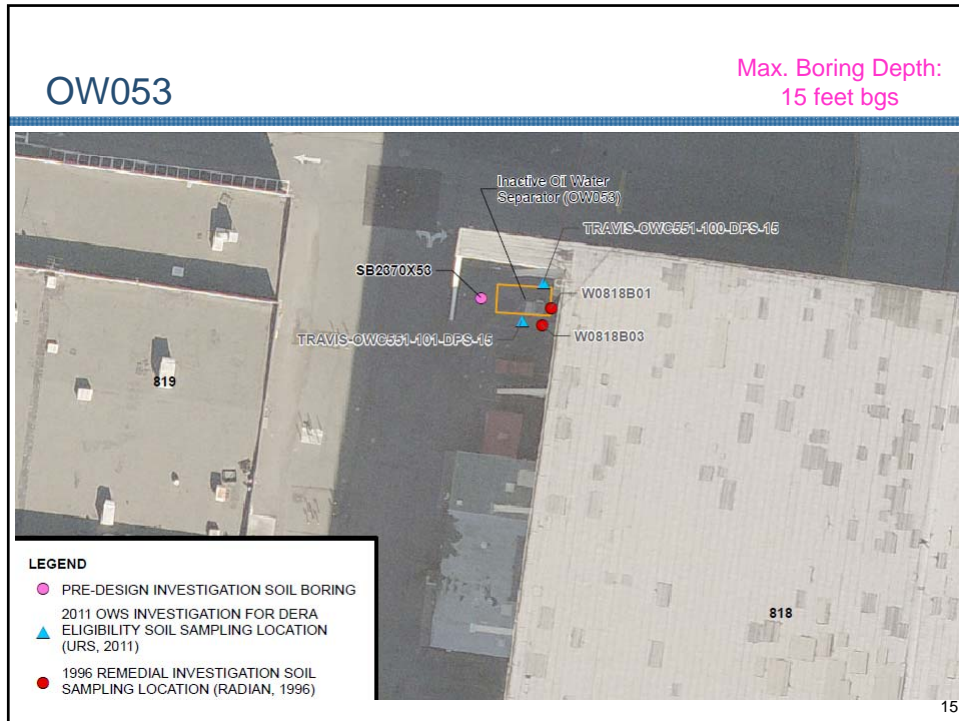 OW053
Max. Boring Depth:
15 feet bgs
Inactive Oil Water
Separator (OW053)
TRAVIS-OWC551-100-DPS-15
SB2370X53
W0818B01
TRAVIS-OWC551-101-DPS-15
W0818B03
819
818
LEGEND
PRE-DESIGN INVESTIGATION SOIL BORING
2011 OWS INVESTIGATION FOR DERA
ELIGIBILITY SOIL SAMPLING LOCATION
(URS, 2011)
1996 REMEDIAL INVESTIGATION SOIL
SAMPLING LOCATION (RADIAN, 1996)
15